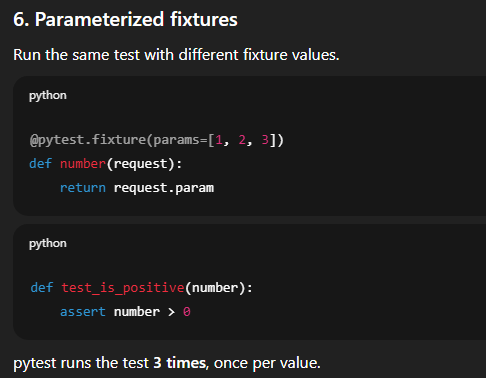 6. Parameterized fixtures
Run the same test with different fixture values.
python
@pytest.fixture(params=[1, 2, 3])
def number(request):
    return request.param
python
def test_is_positive(number):
    assert number > 0
pytest runs the test 3 times, once per value.